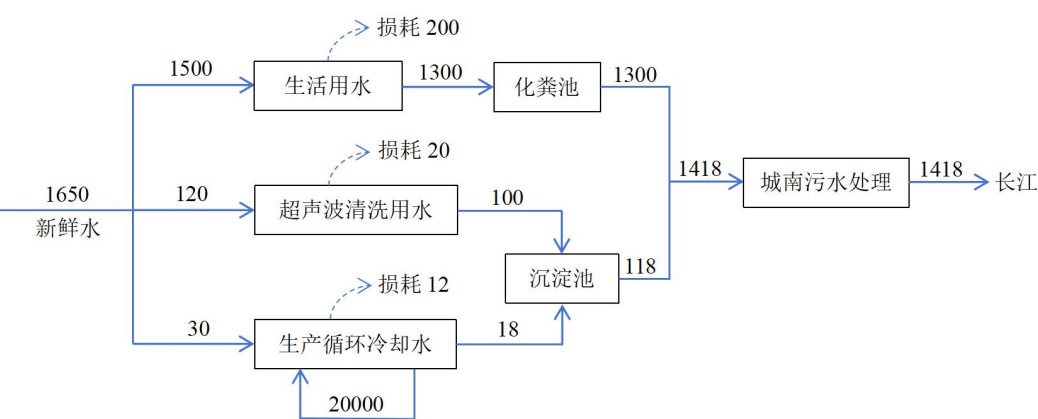 损耗 200
1500
生活用水
1300
化粪池
1300
损耗 20
1650
新鲜水
120
超声波清洗用水
100
1418
城南污水处理
1418
长江
沉淀池
118
损耗 12
30
生产循环冷却水
18
20000